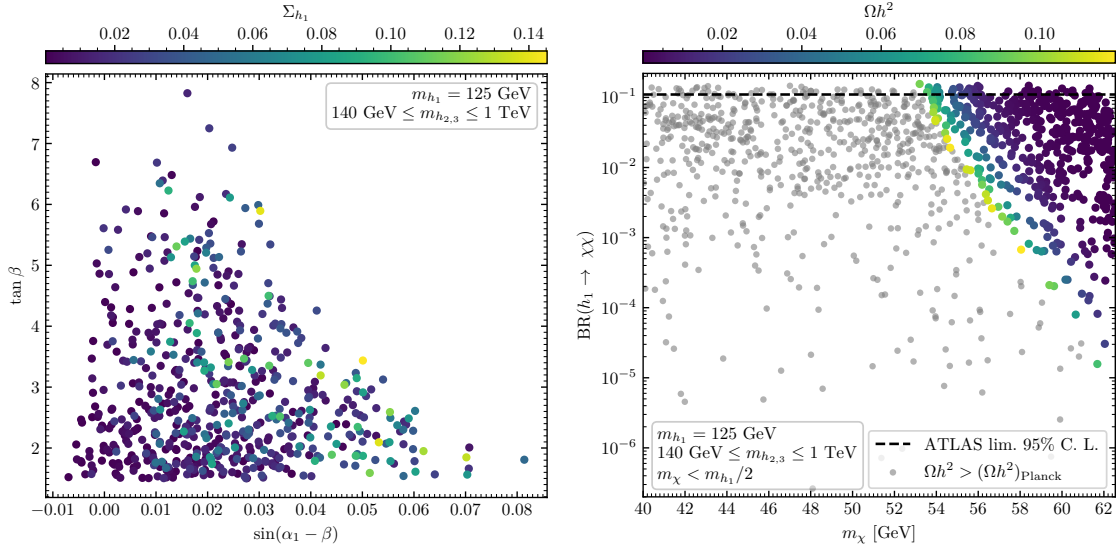 Σ_{h_1}
0.02 0.04 0.06 0.08 0.10 0.12 0.14
m_{h_1} = 125 GeV
140 GeV ≤ m_{h_{2,3}} ≤ 1 TeV
tan β
8
7
6
5
4
3
2
−0.01 0.00 0.01 0.02 0.03 0.04 0.05 0.06 0.07 0.08
sin(α_1 − β)
Ωh^2
0.02 0.04 0.06 0.08 0.10
BR(h_1 → χχ)
10^{−1}
10^{−2}
10^{−3}
10^{−4}
10^{−5}
10^{−6}
m_{h_1} = 125 GeV
140 GeV ≤ m_{h_{2,3}} ≤ 1 TeV
m_χ < m_{h_1}/2
ATLAS lim. 95% C. L.
Ωh^2 > (Ωh^2)_{Planck}
40 42 44 46 48 50 52 54 56 58 60 62
m_χ [GeV]